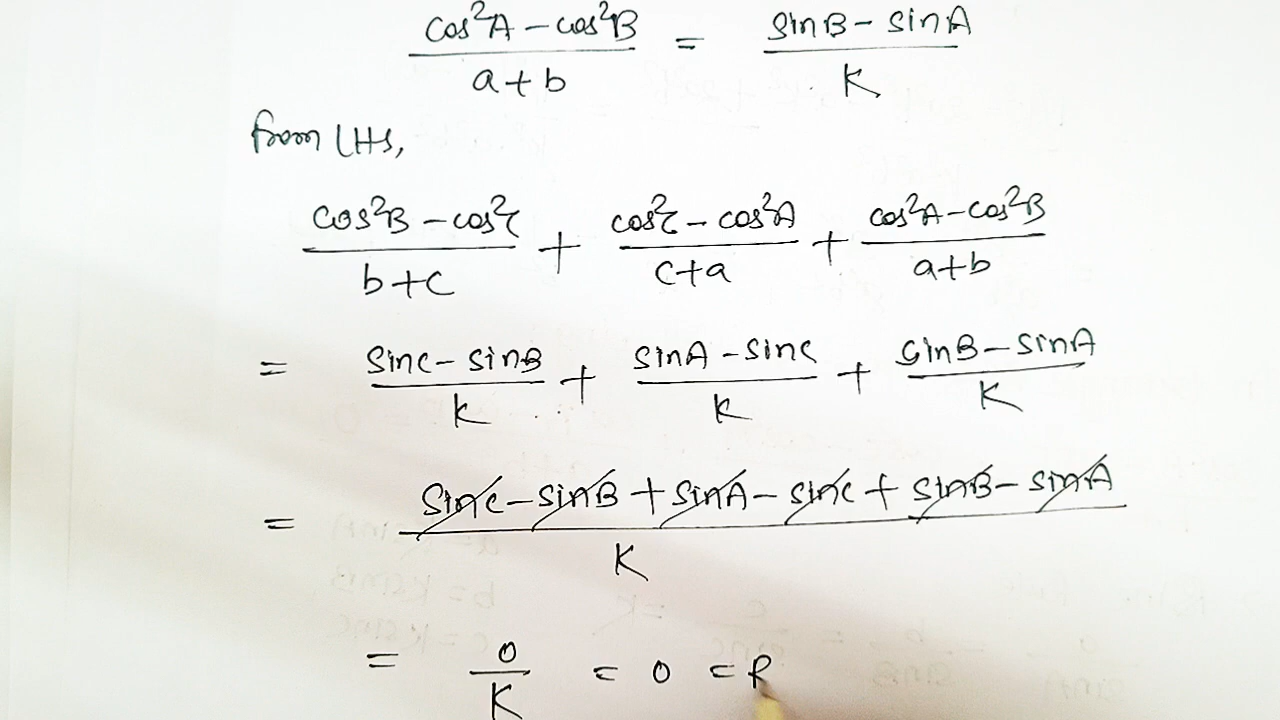 cos²A - cos²B / a+b = sinB - sinA / K
from LHS,
cos²B - cos²C / b+c + cos²C - cos²A / c+a + cos²A - cos²B / a+b
= sinC - sinB / K + sinA - sinC / K + sinB - sinA / K
= sinC - sinB + sinA - sinC + sinB - sinA / K
= 0 / K = 0 = R